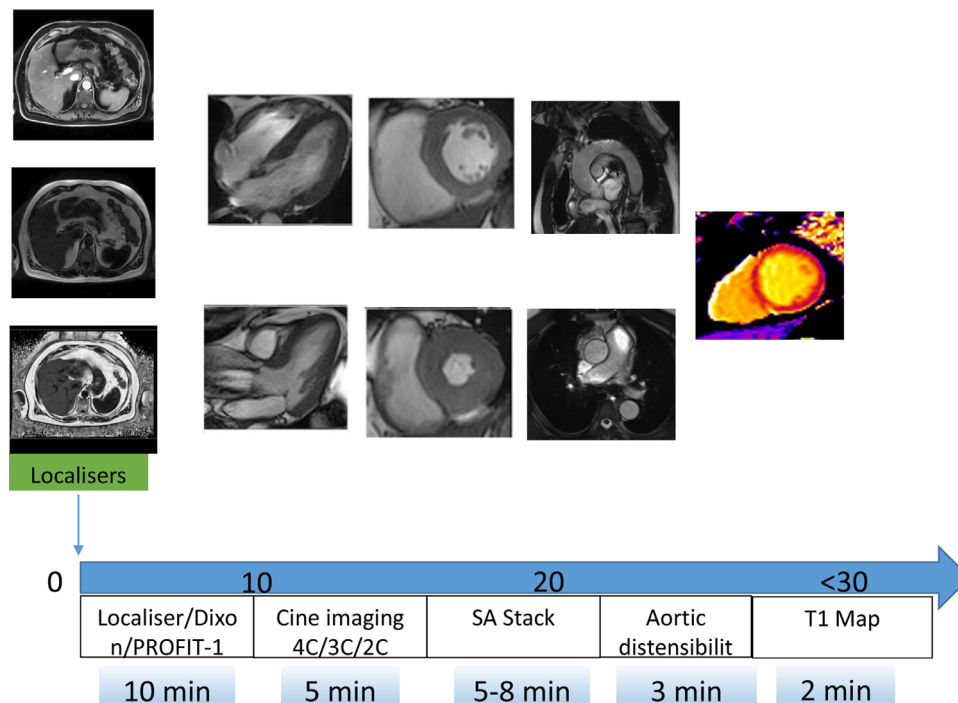 Localisers
0
10
20
<30
Localiser/Dixo
n/PROFIT-1
Cine imaging
4C/3C/2C
SA Stack
Aortic
distensibilit
T1 Map
10 min
5 min
5-8 min
3 min
2 min